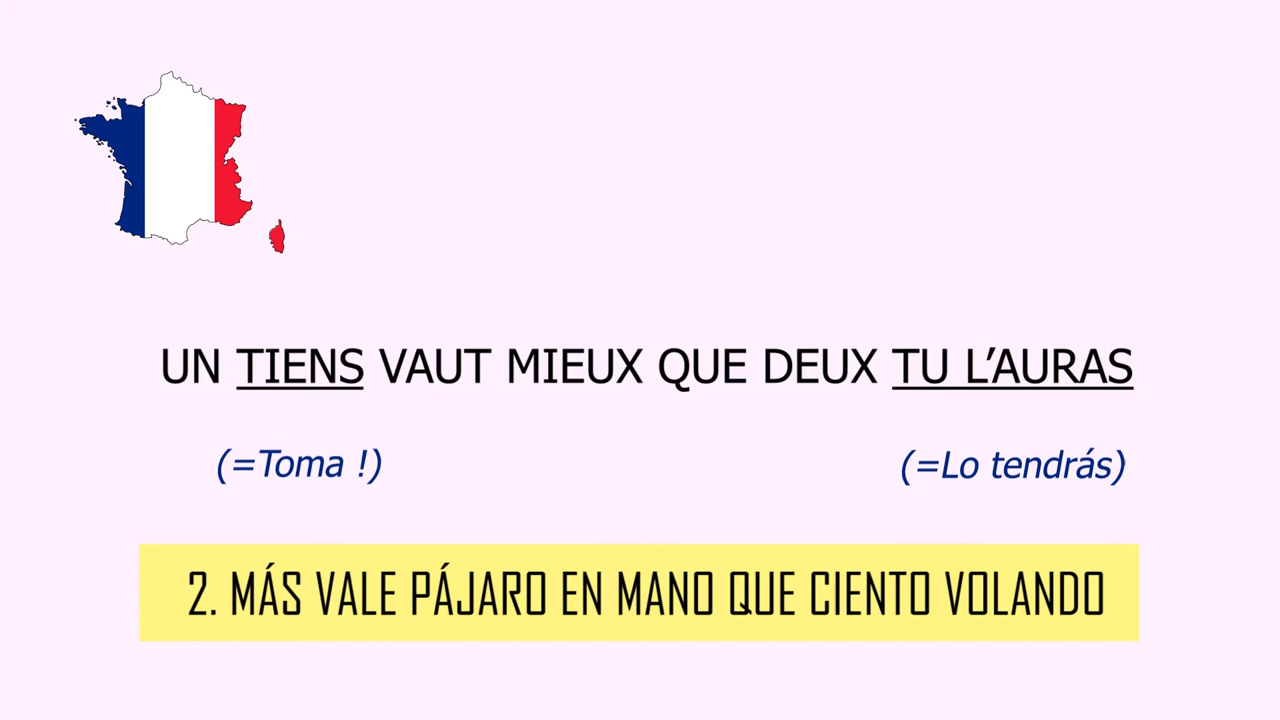 UN TIENS VAUT MIEUX QUE DEUX TU L’AURAS
(=Toma !) (=Lo tendrás)
2. MÁS VALE PÁJARO EN MANO QUE CIENTO VOLANDO